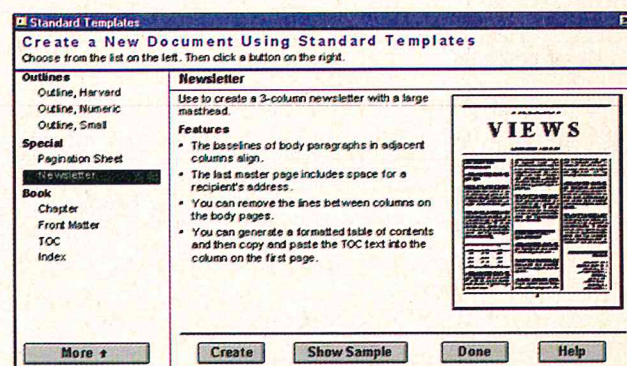 Standard Templates
Create a New Document Using Standard Templates
Choose from the list on the left. Then click a button on the right.
Outlines
Outline, Harvard
Outline, Numeric
Outline, Small
Special
Pagination Sheet
Newsletter
Book
Chapter
Front Matter
TOC
Index
More
Newsletter
Use to create a 3-column newsletter with a large
masthead.
Features
• The baselines of body paragraphs in adjacent
columns align.
• The last master page includes space for a
recipient's address.
• You can remove the lines between columns on
the body pages.
• You can generate a formatted table of contents
and then copy and paste the TOC text into the
column on the first page.
VIEWS
Create
Show Sample
Done
Help